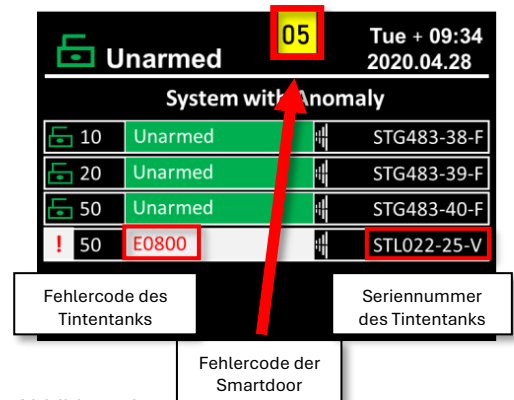 Unarmed
05
Tue + 09:34
2020.04.28
System with Anomaly
10 Unarmed STG483-38-F
20 Unarmed STG483-39-F
50 Unarmed STG483-40-F
! 50 E0800 STL022-25-V
Fehlercode des
Tintentanks
Seriennummer
des Tintentanks
Fehlercode der
Smartdoor